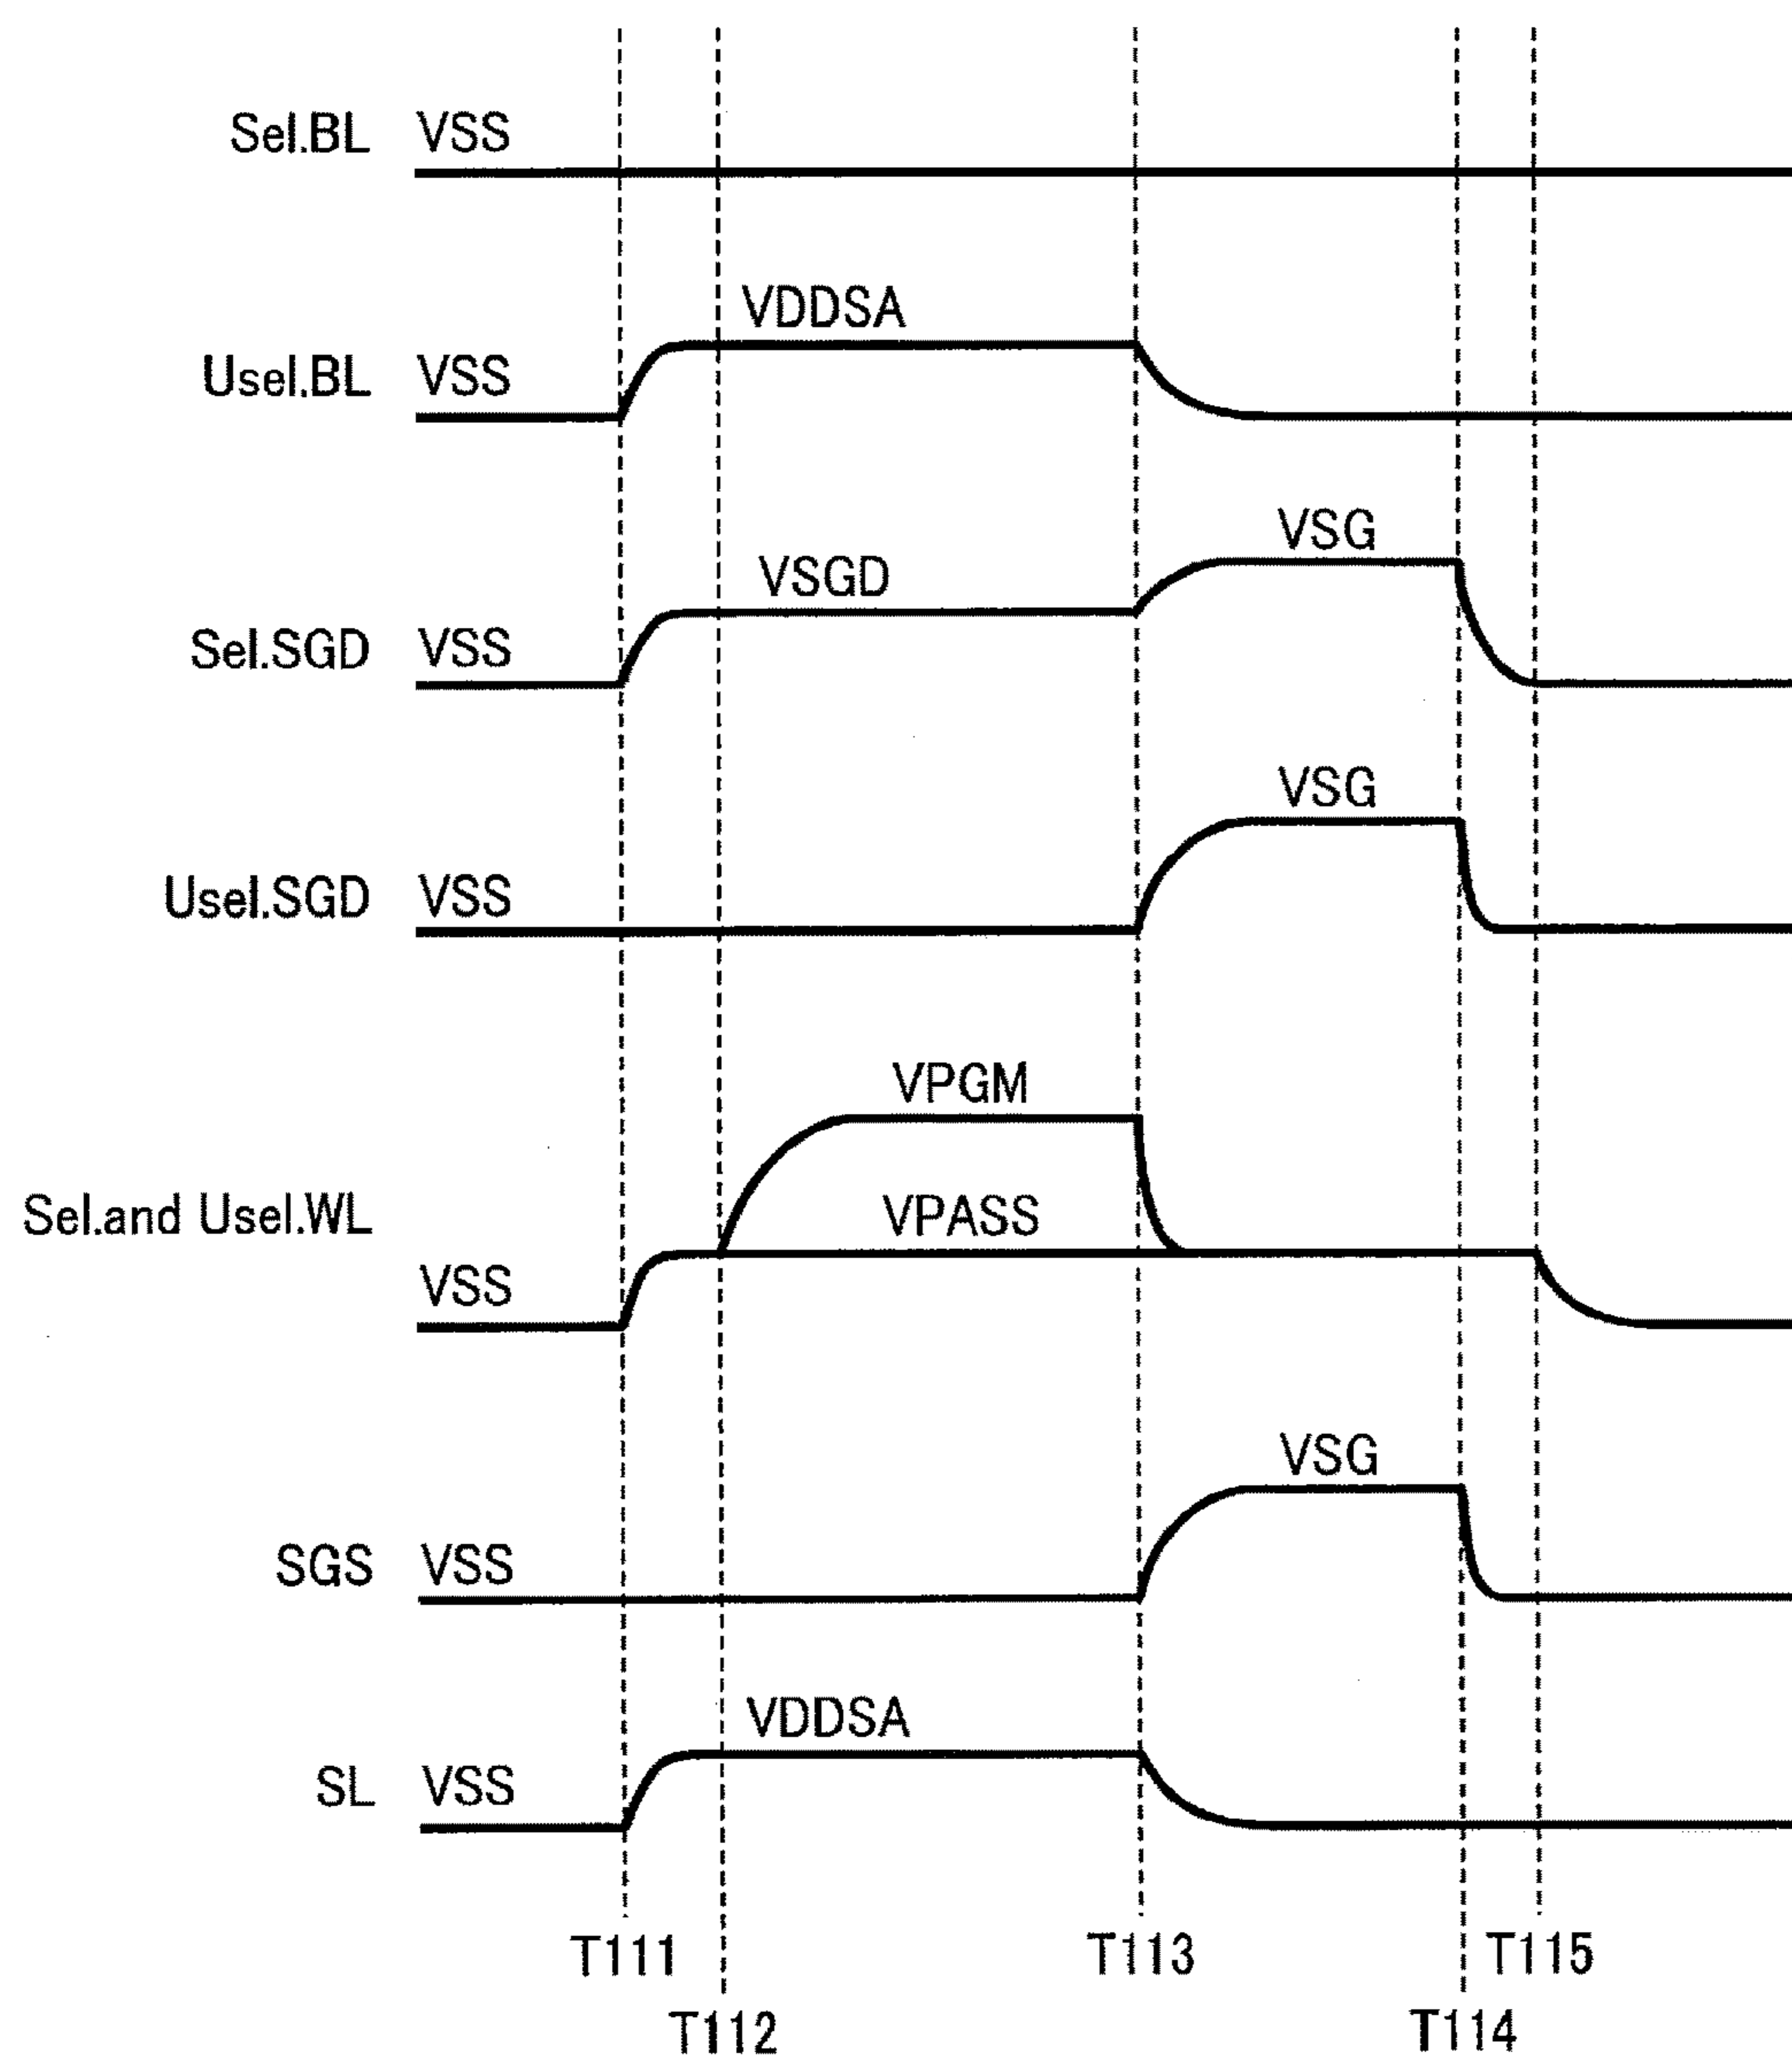 Sel.BL VSS
VDDSA
Usel.BL VSS
VSG
VSGD
Sel.SGD VSS
VSG
Usel.SGD VSS
VPGM
Sel.and Usel.WL VPASS
VSS
VSG
SGS VSS
VDDSA
SL VSS
T111 T113 T115
T112 T114